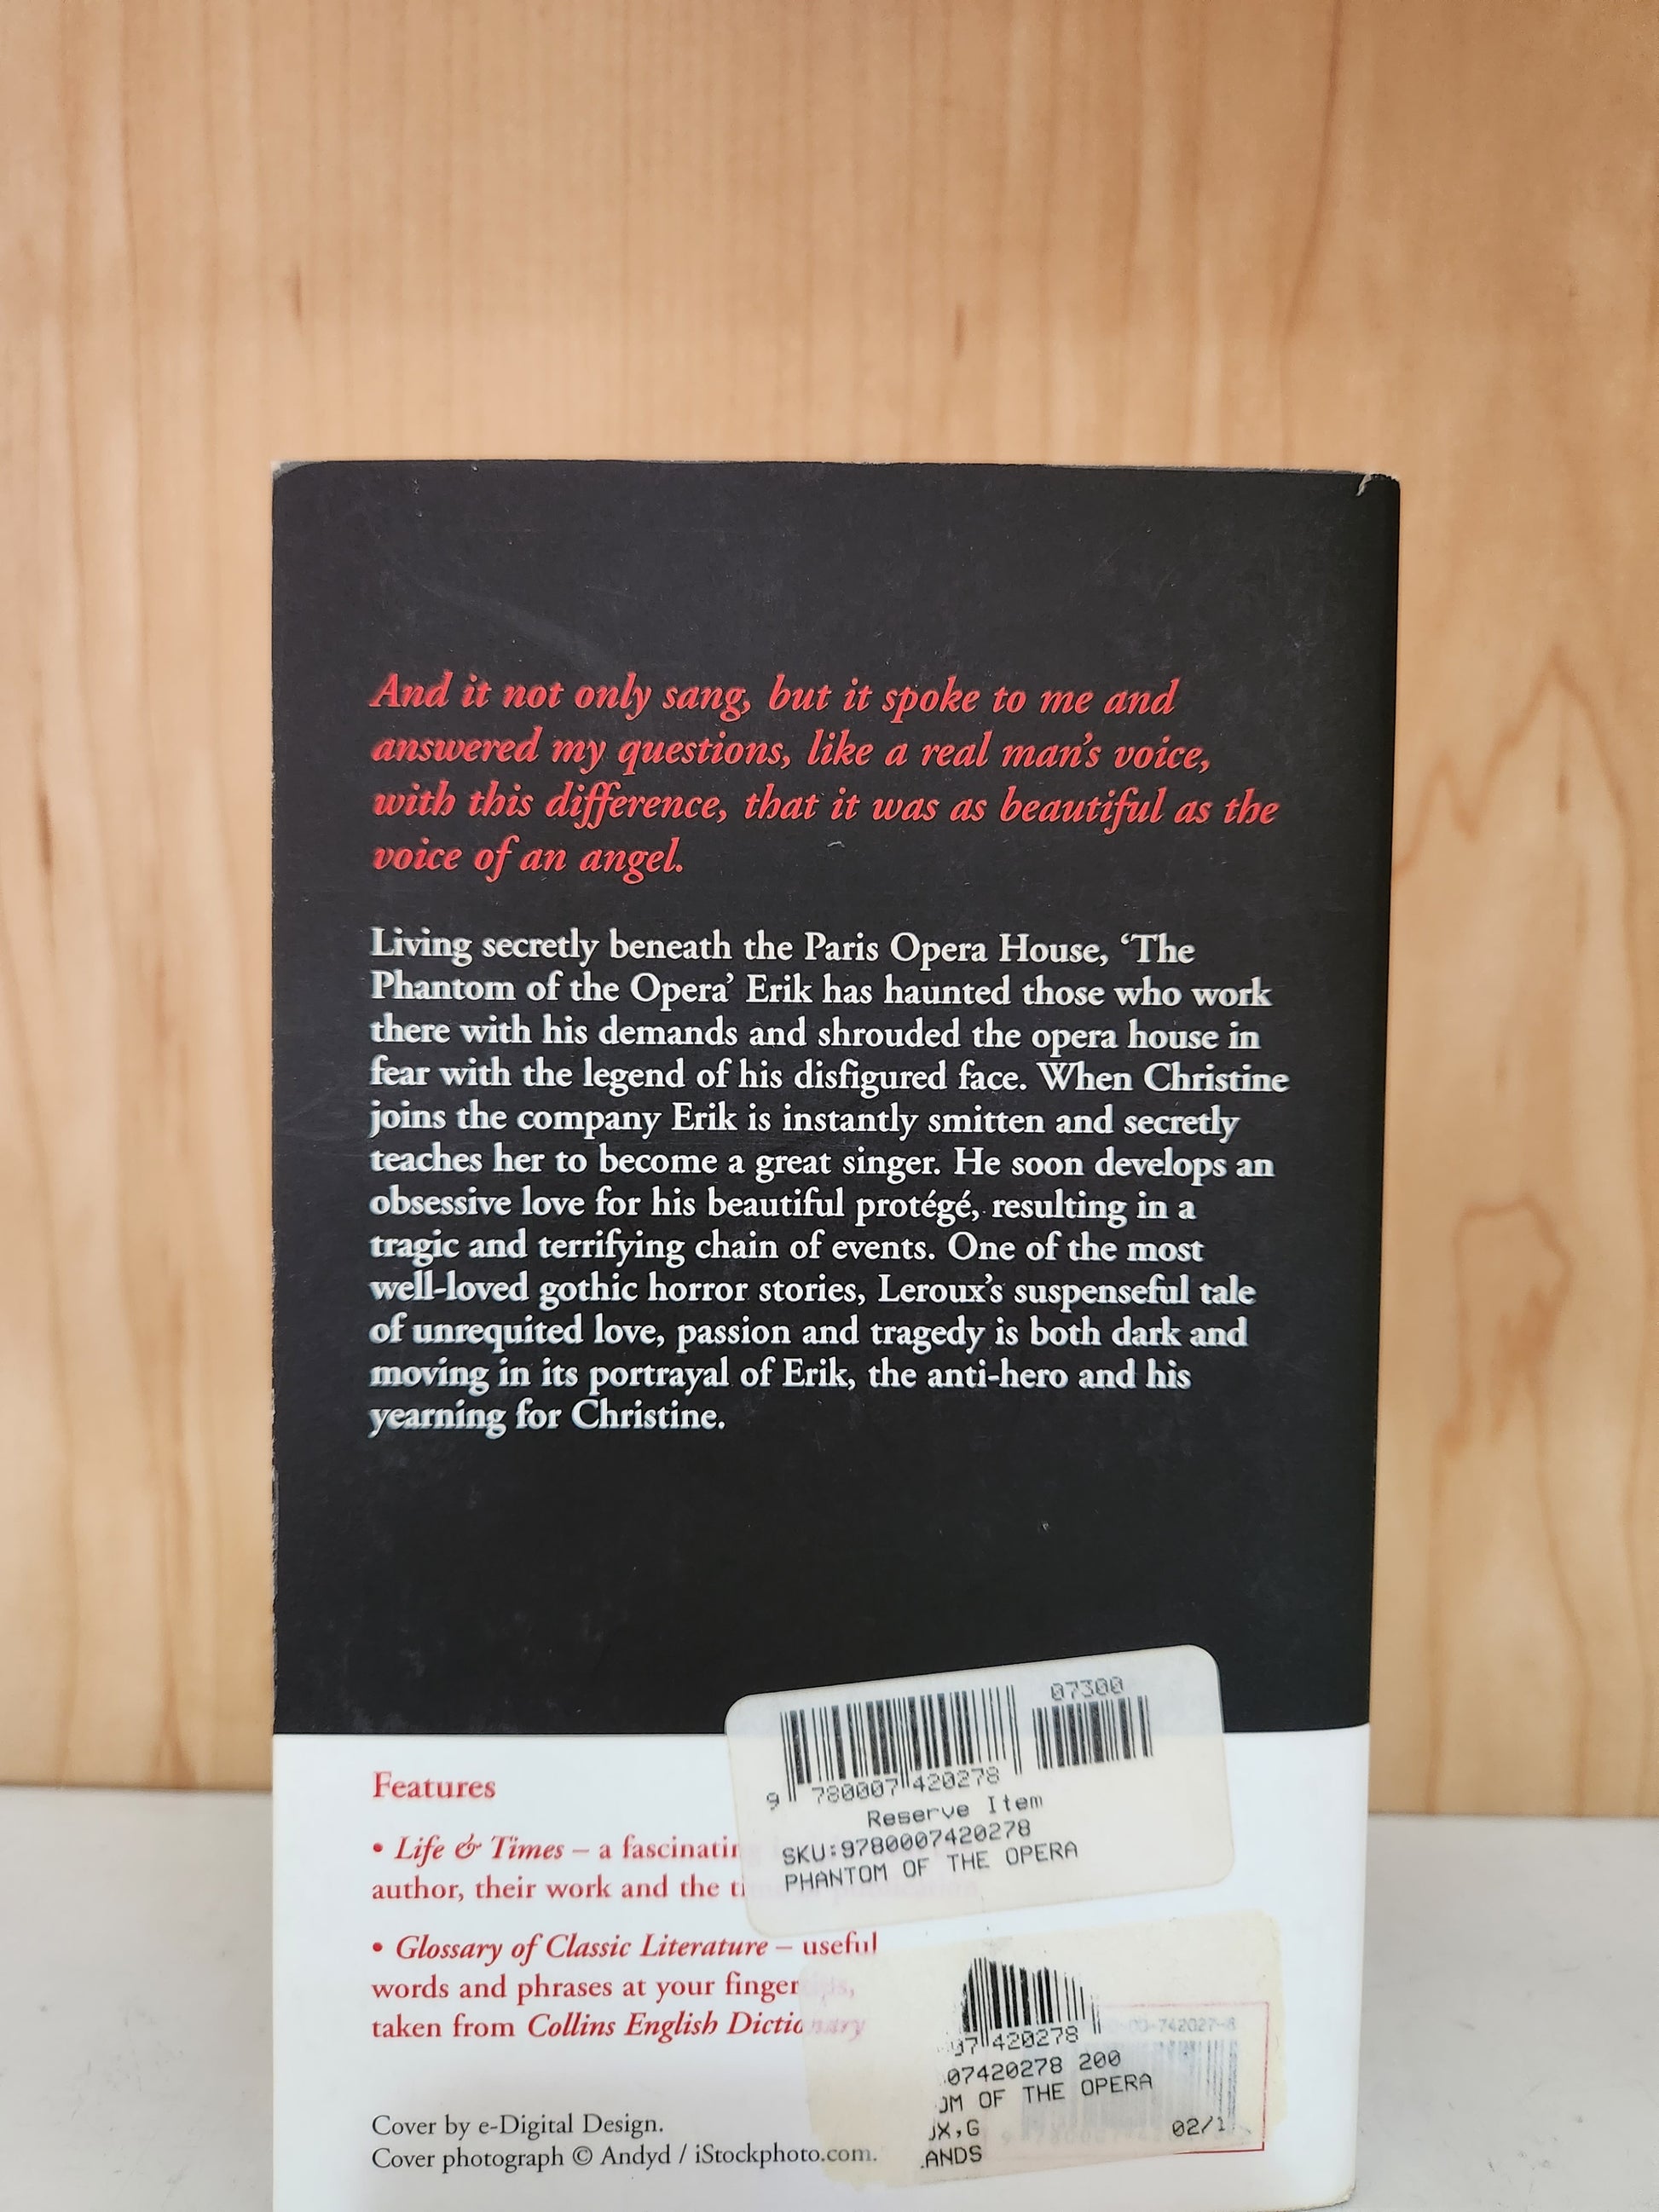 And it not only sang, but it spoke to me and
answered my questions, like a real man's voice,
with this difference, that it was as beautiful as the
voice of an angel.
Living secretly beneath the Paris Opera House, ‘The
Phantom of the Opera’ Erik has haunted those who work
there with his demands and shrouded the opera house in
fear with the legend of his disfigured face. When Christine
joins the company Erik is instantly smitten and secretly
teaches her to become a great singer. He soon develops an
obsessive love for his beautiful protégé, resulting in a
tragic and terrifying chain of events. One of the most
well-loved gothic horror stories, Leroux’s suspenseful tale
of unrequited love, passion and tragedy is both dark and
moving in its portrayal of Erik, the anti-hero and his
yearning for Christine.
07300
9 780007 420278
Reserve Item
SKU:9780007420278
PHANTOM OF THE OPERA
Features
• Life & Times – a
author, their work and the
• Glossary of Classic Literature – useful
words and phrases at your
taken from Collins English Dictionary
420278
07420278 200
OF THE OPERA
,G
02/1
ANDS
Cover by e-Digital Design.
Cover photograph © Andyd / iStockphoto.com.